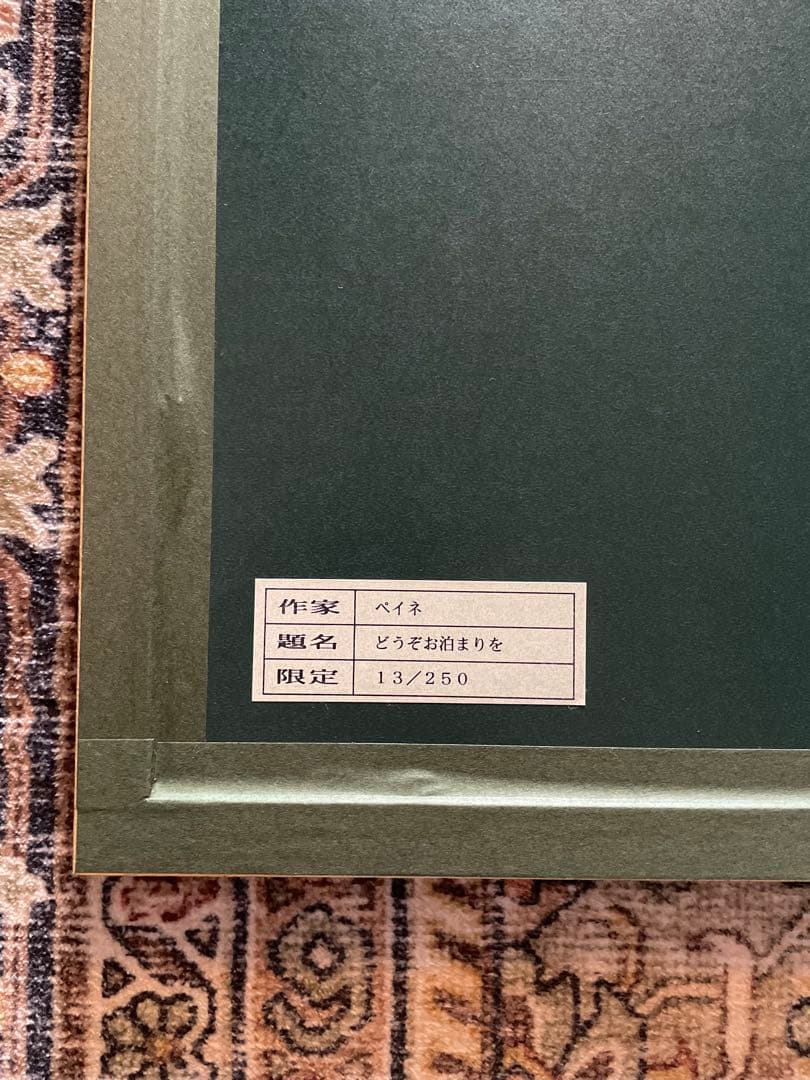 作家 ペイネ
題名 どうぞお泊まりを
限定 13/250